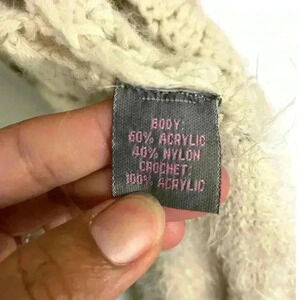 BODY:
60% ACRYLIC
40% NYLON
CROCHET:
100% ACRYLIC